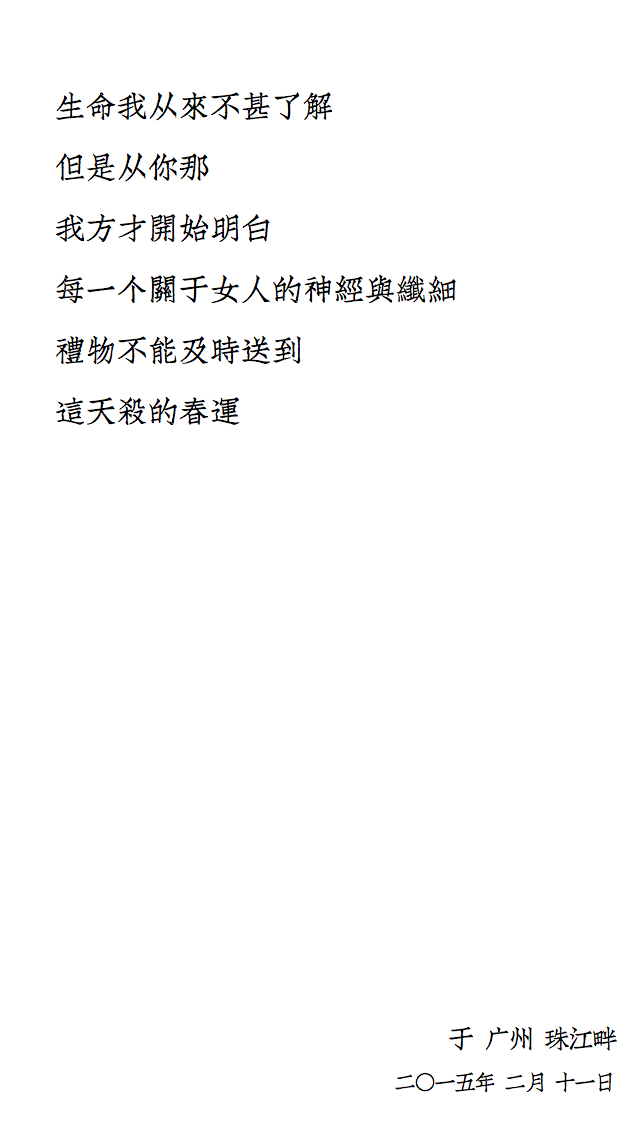 生命我从來不甚了解
但是从你那
我方才開始明白
每一个關于女人的神經與纖細
禮物不能及時送到
這天殺的春運
于 广州 珠江畔
二〇一五年 二月 十一日